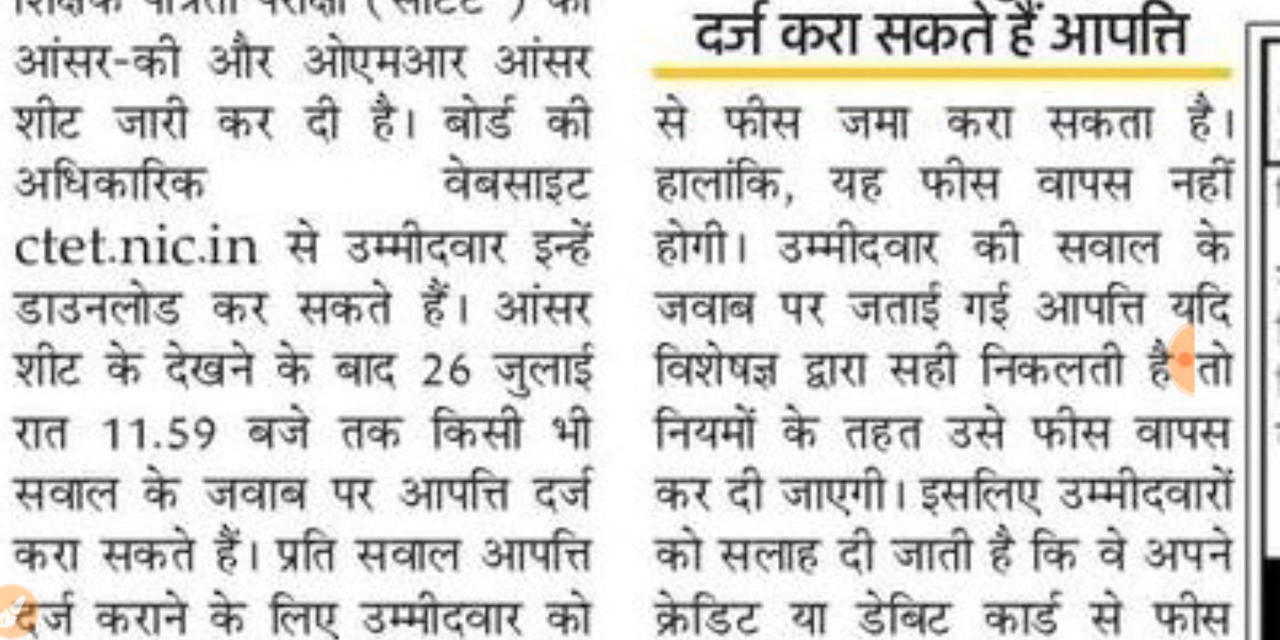 शिक्षक पात्रता परीक्षा
आंसर-की और ओएमआर आंसर
शीट जारी कर दी है। बोर्ड की
अधिकारिक वेबसाइट
ctet.nic.in से उम्मीदवार इन्हें
डाउनलोड कर सकते हैं। आंसर
शीट के देखने के बाद 26 जुलाई
रात 11.59 बजे तक किसी भी
सवाल के जवाब पर आपत्ति दर्ज
करा सकते हैं। प्रति सवाल आपत्ति
दर्ज कराने के लिए उम्मीदवार को
दर्ज करा सकते हैं आपत्ति
से फीस जमा करा सकता है।
हालांकि, यह फीस वापस नहीं
होगी। उम्मीदवार की सवाल के
जवाब पर जताई गई आपत्ति यदि
विशेषज्ञ द्वारा सही निकलती है तो
नियमों के तहत उसे फीस वापस
कर दी जाएगी। इसलिए उम्मीदवारों
को सलाह दी जाती है कि वे अपने
क्रेडिट या डेबिट कार्ड से फीस